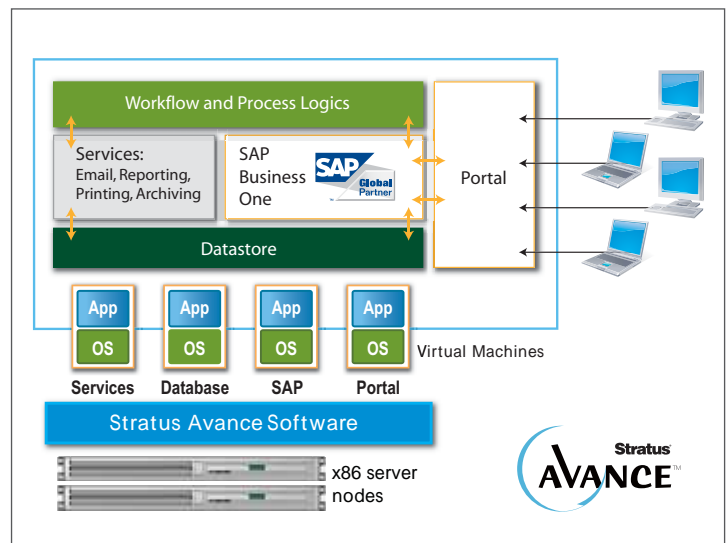 Workflow and Process Logics
Services:
Email, Reporting,
Printing, Archiving
SAP
Business
One
SAP
Global
Partner
Portal
Datastore
App
App
App
App
OS
OS
OS
OS
Virtual Machines
Services
Database
SAP
Portal
Stratus Avance Software
x86 server
nodes
Stratus
AVANCE™